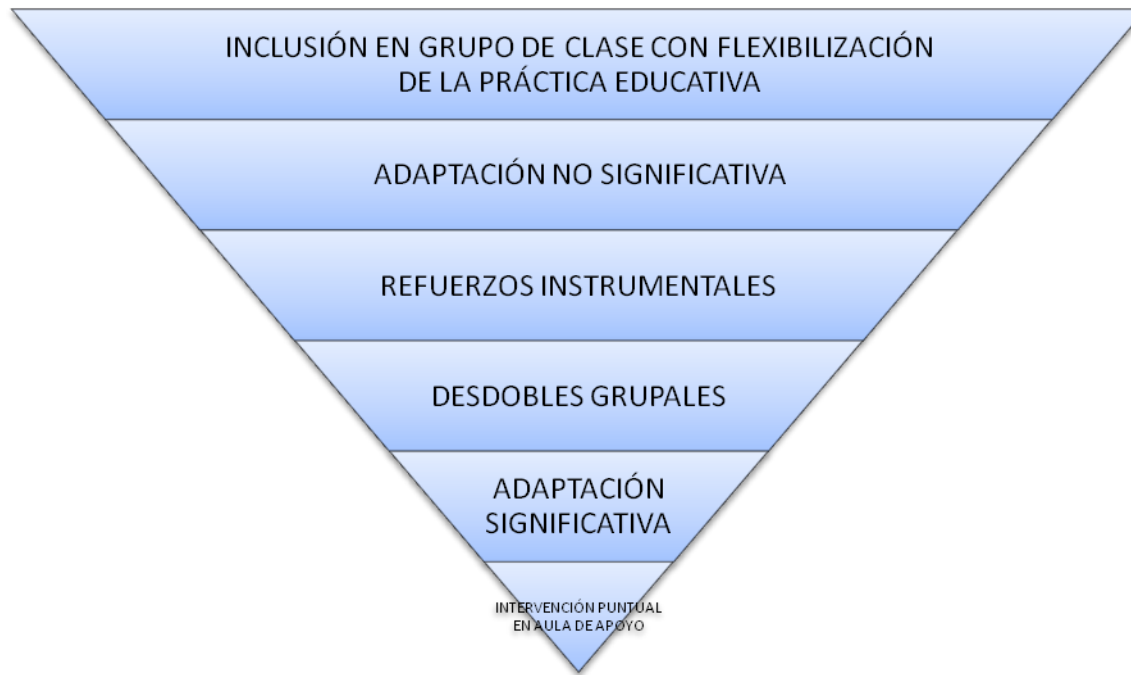 INCLUSIÓN EN GRUPO DE CLASE CON FLEXIBILIZACIÓN
DE LA PRÁCTICA EDUCATIVA
ADAPTACIÓN NO SIGNIFICATIVA
REFUERZOS INSTRUMENTALES
DESDOBLES GRUPALES
ADAPTACIÓN
SIGNIFICATIVA
INTERVENCIÓN PUNTUAL
EN AULA DE APOYO